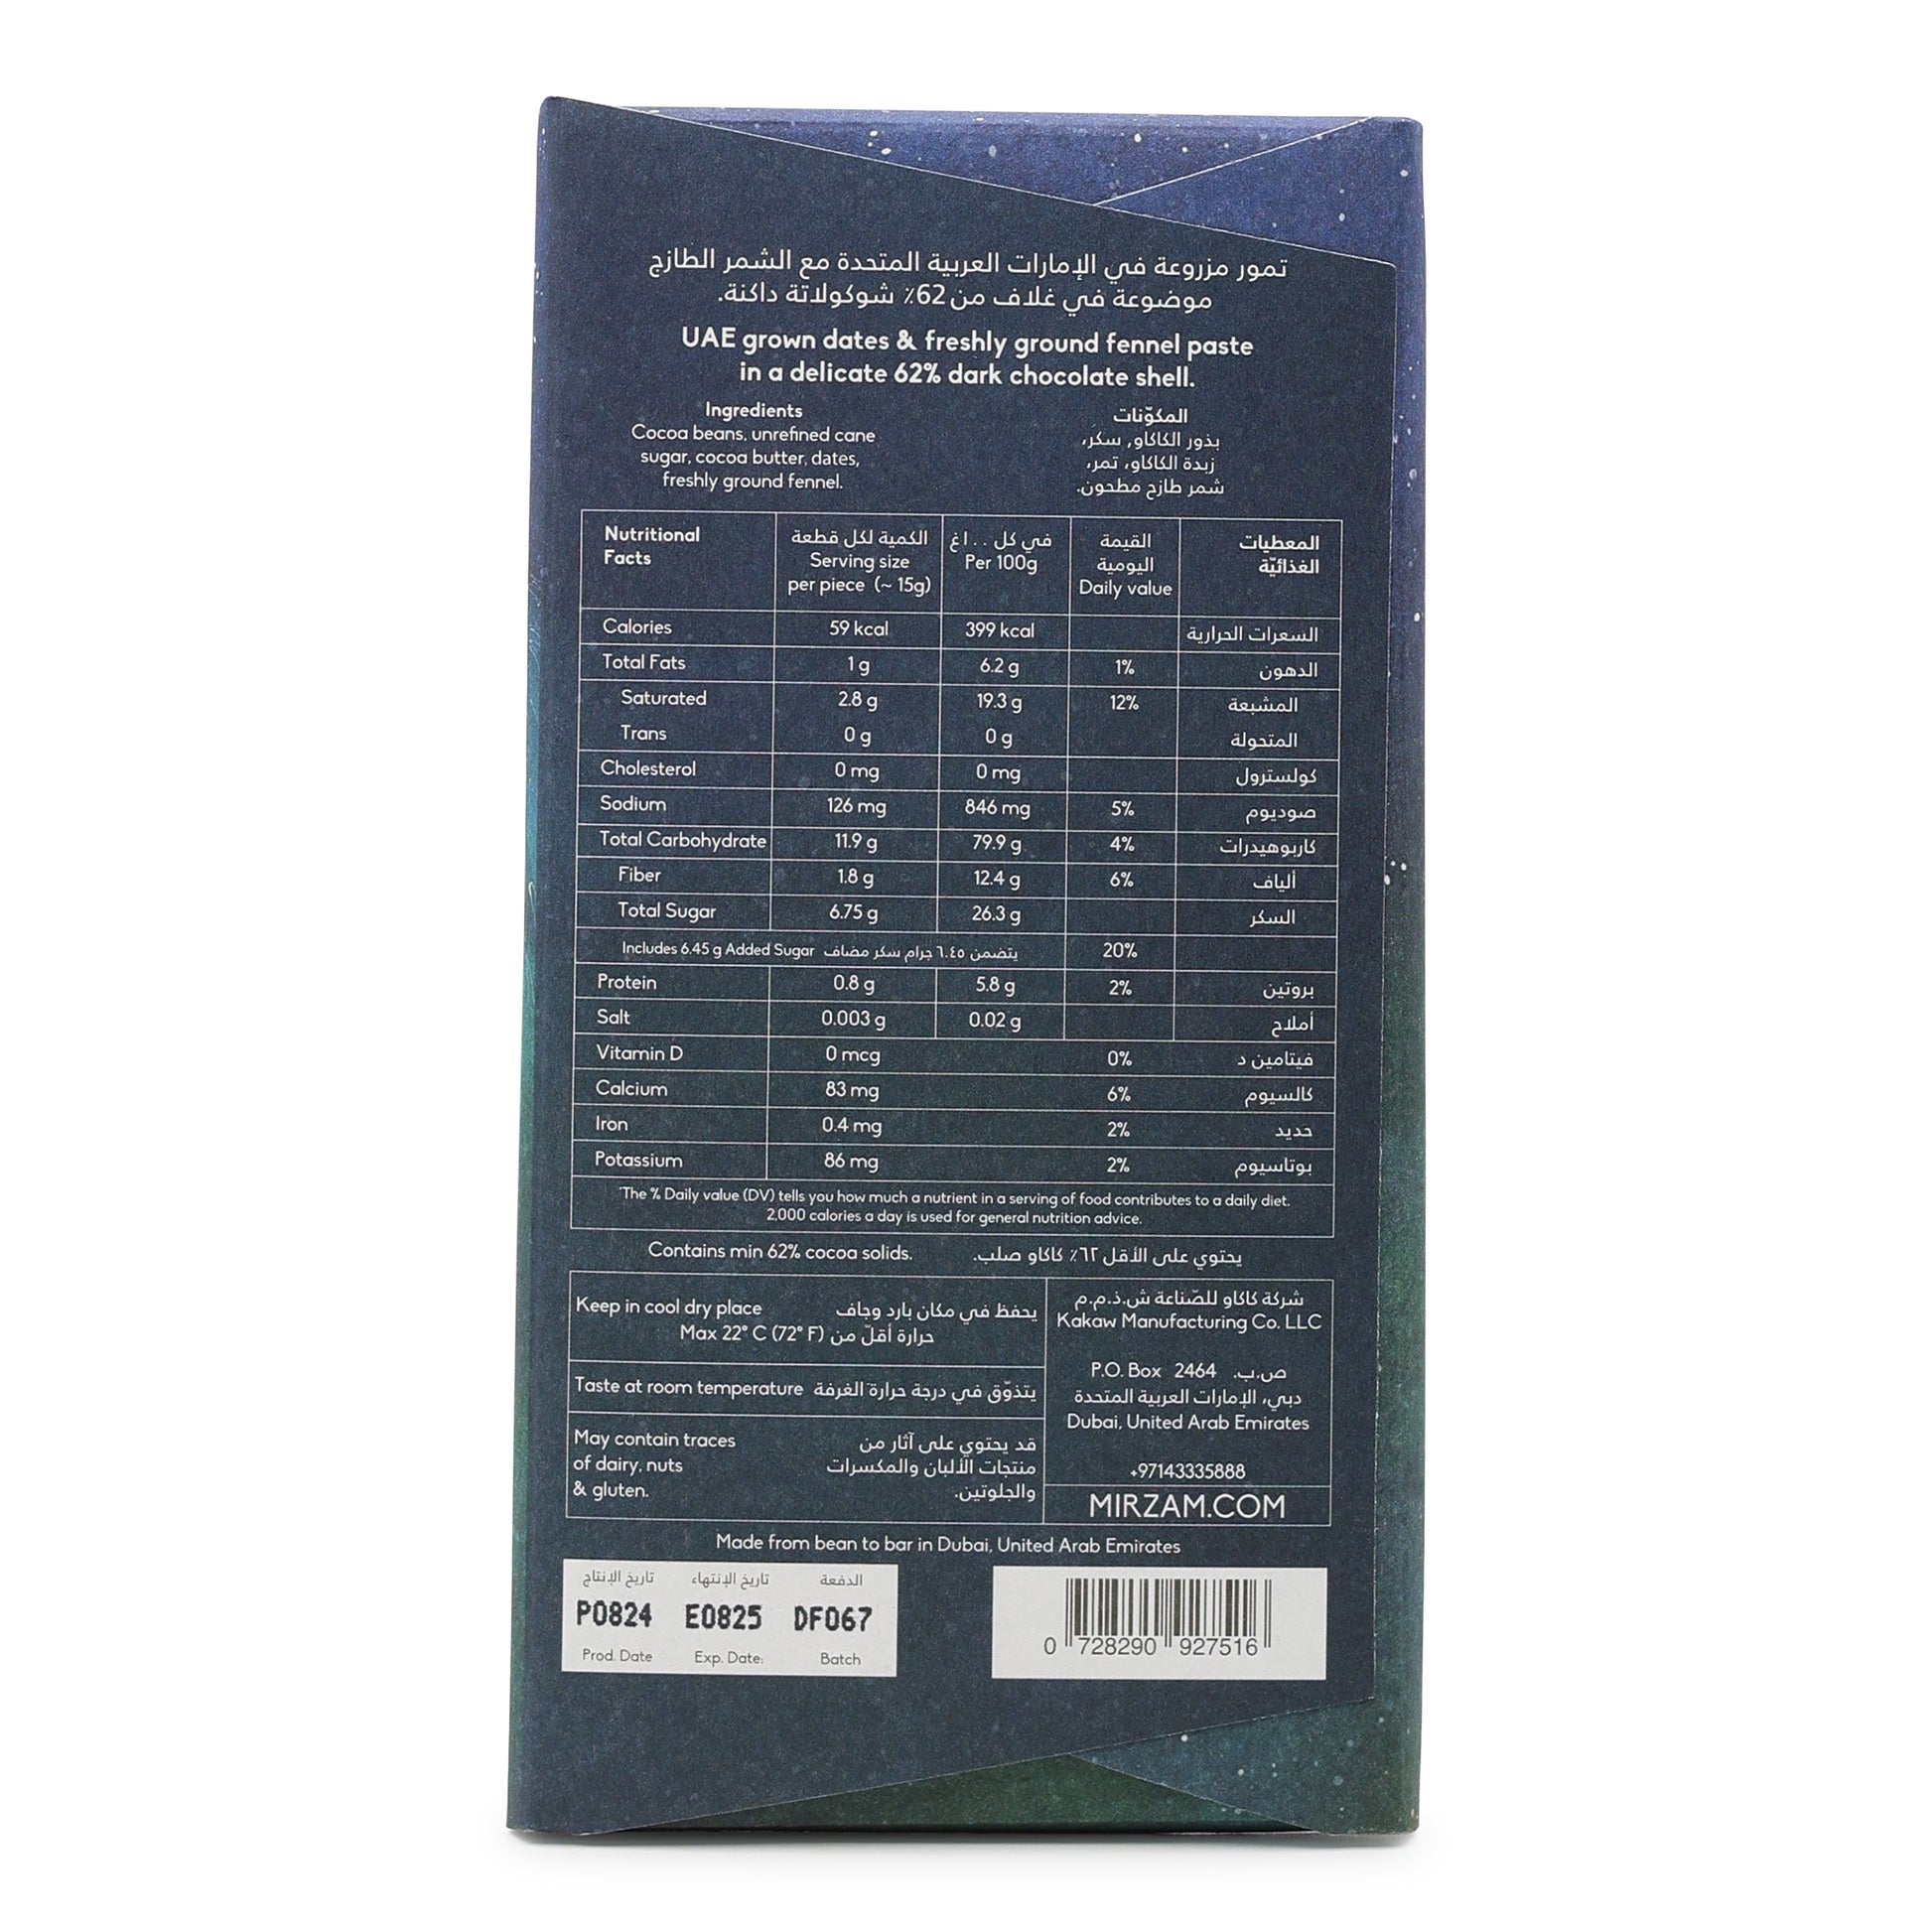 تمور مزروعة في الإمارات العربية المتحدة مع الشمر الطازج
موضوعة في غلاف من 62٪ شوكولاتة داكنة.
UAE grown dates & freshly ground fennel paste
in a delicate 62% dark chocolate shell.
Ingredients
Cocoa beans, unrefined cane
sugar, cocoa butter, dates,
freshly ground fennel.
المكوّنات
بذور الكاكاو, سكر،
زبدة الكاكاو، تمر،
شمر طازج مطحون.
Nutritional Facts الكمية لكل قطعة Serving size per piece (~ 15g) في كل ١٠٠غ Per 100g القيمة اليومية Daily value المعطيات الغذائيّة
Calories 59 kcal 399 kcal السعرات الحرارية
Total Fats 1 g 6.2 g 1% الدهون
Saturated 2.8 g 19.3 g 12% المشبعة
Trans 0 g 0 g المتحولة
Cholesterol 0 mg 0 mg كولسترول
Sodium 126 mg 846 mg 5% صوديوم
Total Carbohydrate 11.9 g 79.9 g 4% كاربوهيدرات
Fiber 1.8 g 12.4 g 6% ألياف
Total Sugar 6.75 g 26.3 g السكر
Includes 6.45 g Added Sugar يتضمن ٦.٤٥ جرام سكر مضاف 20%
Protein 0.8 g 5.8 g 2% بروتين
Salt 0.003 g 0.02 g أملاح
Vitamin D 0 mcg 0% فيتامين د
Calcium 83 mg 6% كالسيوم
Iron 0.4 mg 2% حديد
Potassium 86 mg 2% بوتاسيوم
*The % Daily value (DV) tells you how much a nutrient in a serving of food contributes to a daily diet.
2,000 calories a day is used for general nutrition advice.
Contains min 62% cocoa solids. يحتوي على الأقل ٦٢٪ كاكاو صلب.
Keep in cool dry place يحفظ في مكان بارد وجاف
Max 22° C (72° F) حرارة أقلّ من
Taste at room temperature يتذوّق في درجة حرارة الغرفة
May contain traces
of dairy, nuts
& gluten.
قد يحتوي على آثار من
منتجات الألبان والمكسرات
والجلوتين.
شركة كاكاو للصّناعة ش.ذ.م.م
Kakaw Manufacturing Co. LLC
P.O. Box 2464 ص.ب.
دبي، الإمارات العربية المتحدة
Dubai, United Arab Emirates
+97143335888
MIRZAM.COM
Made from bean to bar in Dubai, United Arab Emirates
تاريخ الإنتاج تاريخ الإنتهاء الدفعة
P0824 E0825 DF067
Prod. Date Exp. Date: Batch
0 728290 927516